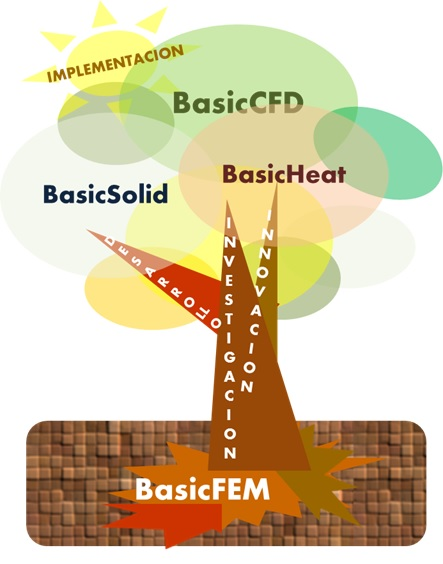 IMPLEMENTACION
BasicCFD
BasicHeat
BasicSolid
DESARROLLO
INVESTIGACION
INNOVACION
BasicFEM